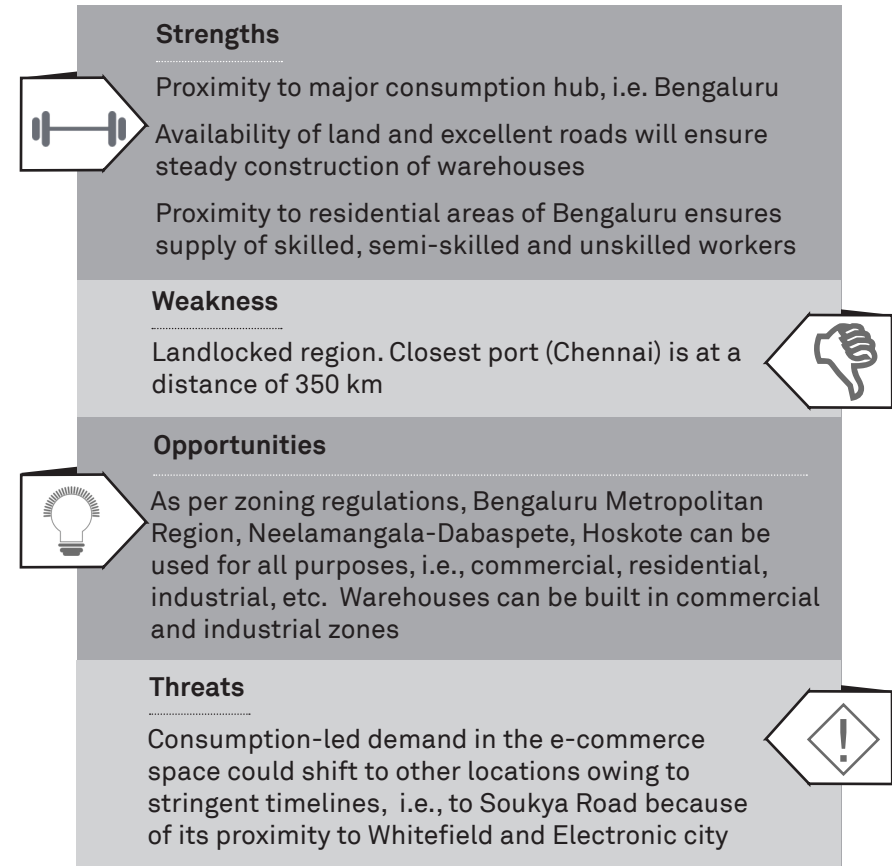 Strengths
Proximity to major consumption hub, i.e. Bengaluru
Availability of land and excellent roads will ensure
steady construction of warehouses
Proximity to residential areas of Bengaluru ensures
supply of skilled, semi-skilled and unskilled workers
Weakness
Landlocked region. Closest port (Chennai) is at a
distance of 350 km
Opportunities
As per zoning regulations, Bengaluru Metropolitan
Region, Neelamangala-Dabaspete, Hoskote can be
used for all purposes, i.e., commercial, residential,
industrial, etc. Warehouses can be built in commercial
and industrial zones
Threats
Consumption-led demand in the e-commerce
space could shift to other locations owing to
stringent timelines, i.e., to Soukya Road because
of its proximity to Whitefield and Electronic city